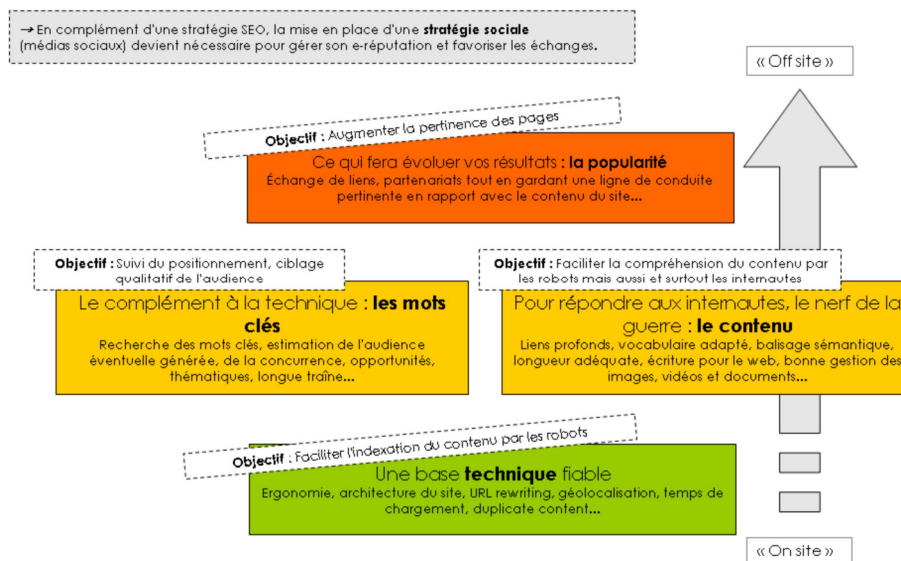 → En complément d'une stratégie SEO, la mise en place d'une stratégie sociale
(médias sociaux) devient nécessaire pour gérer son e-réputation et favoriser les échanges.
« Off site »
Objectif : Augmenter la pertinence des pages
Ce qui fera évoluer vos résultats : la popularité
Échange de liens, partenariats tout en gardant une ligne de conduite
pertinente en rapport avec le contenu du site...
Objectif : Suivi du positionnement, ciblage
qualitatif de l'audience
Le complément à la technique : les mots
clés
Recherche des mots clés, estimation de l'audience
éventuelle générée, de la concurrence, opportunités,
thématiques, longue traîne...
Objectif : Faciliter la compréhension du contenu par
les robots mais aussi et surtout les internautes
Pour répondre aux internautes, le nerf de la
guerre : le contenu
Liens profonds, vocabulaire adapté, balisage sémantique,
longueur adéquate, écriture pour le web, bonne gestion des
images, vidéos et documents...
Objectif : Faciliter l'indexation du contenu par les robots
Une base technique fiable
Ergonomie, architecture du site, URL rewriting, géolocalisation, temps de
chargement, duplicate content...
« On site »